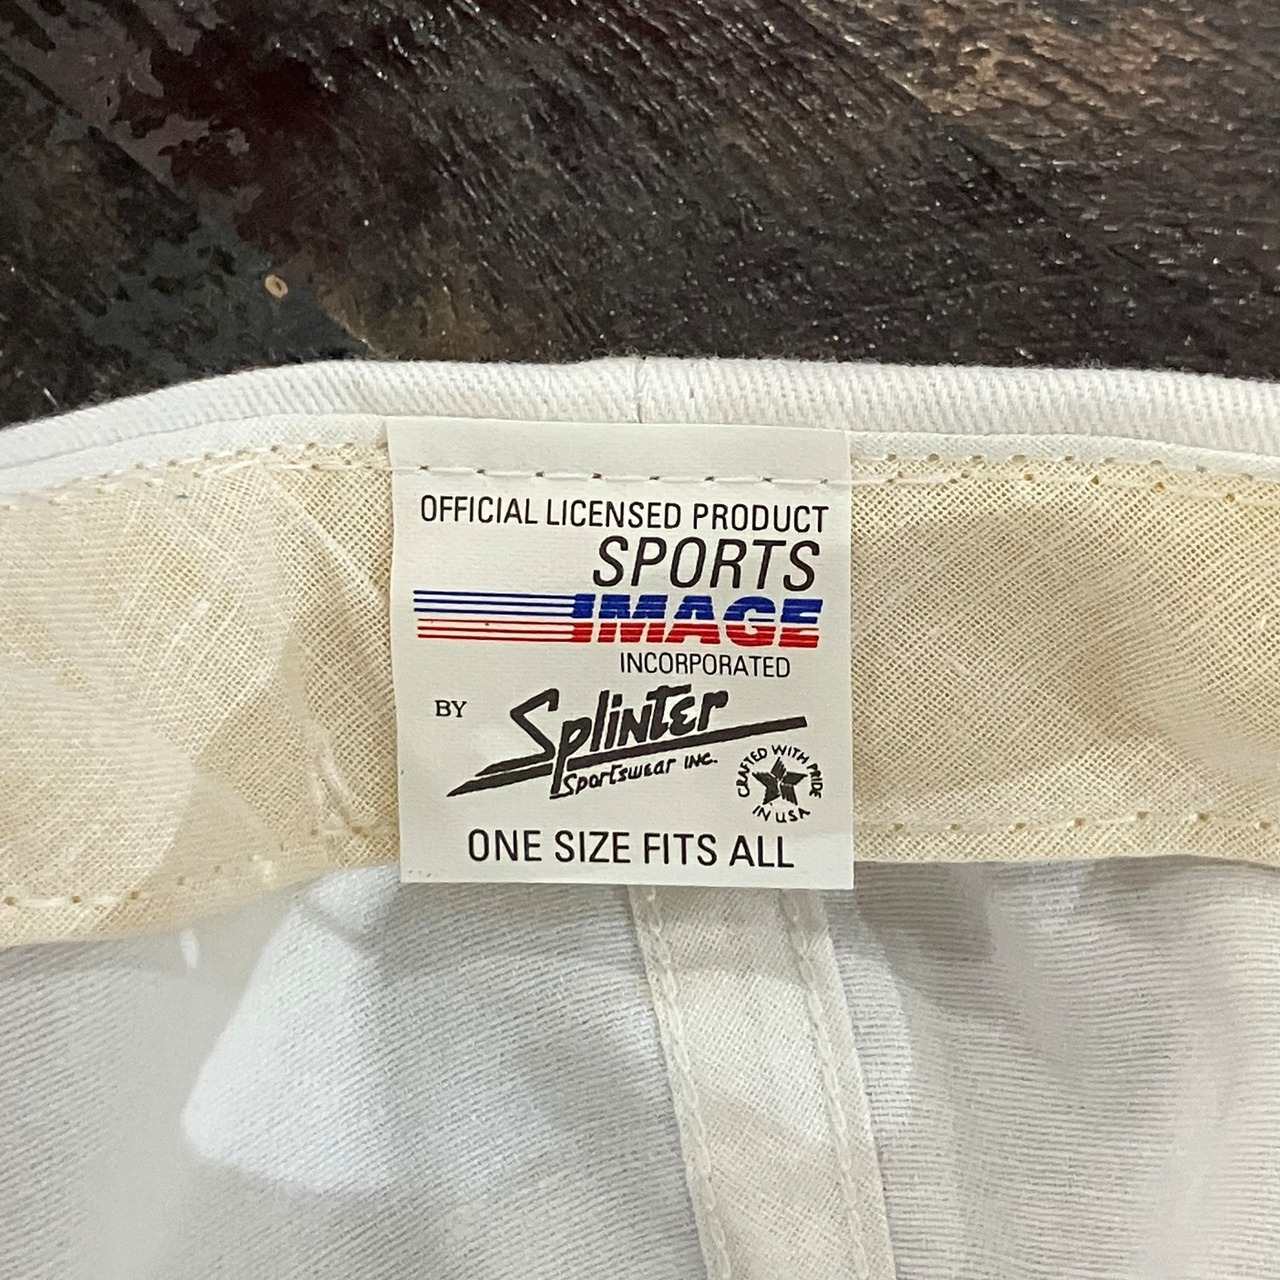 OFFICIAL LICENSED PRODUCT
SPORTS
IMAGE
INCORPORATED
BY Splinter
Sportswear Inc.
CRAFTED WITH PRIDE
IN USA
ONE SIZE FITS ALL